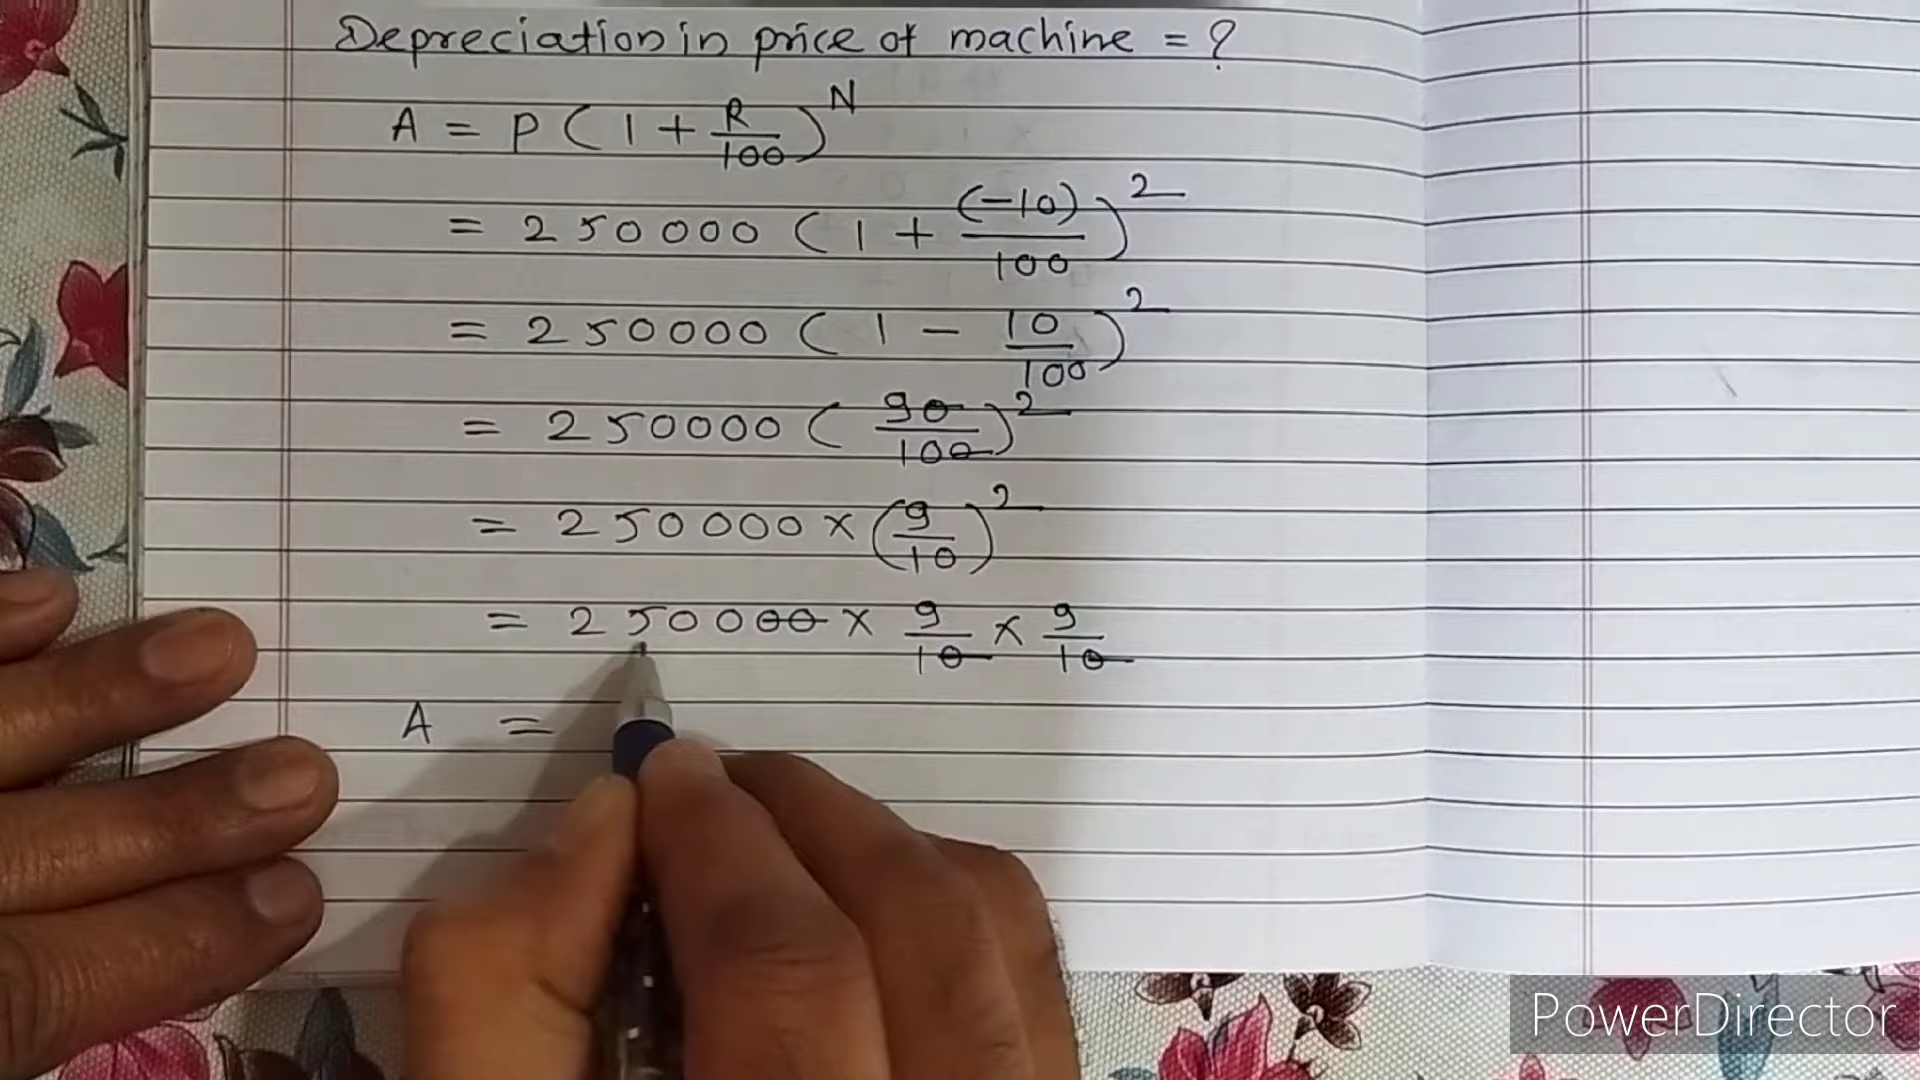 Depreciation in price of machine = ?
A = P ( 1 + R/100 )^N
= 250000 ( 1 + (-10)/100 )^2
= 250000 ( 1 - 10/100 )^2
= 250000 ( 90/100 )^2
= 250000 × ( 9/10 )^2
= 250000 × 9/10 × 9/10
A =
PowerDirector